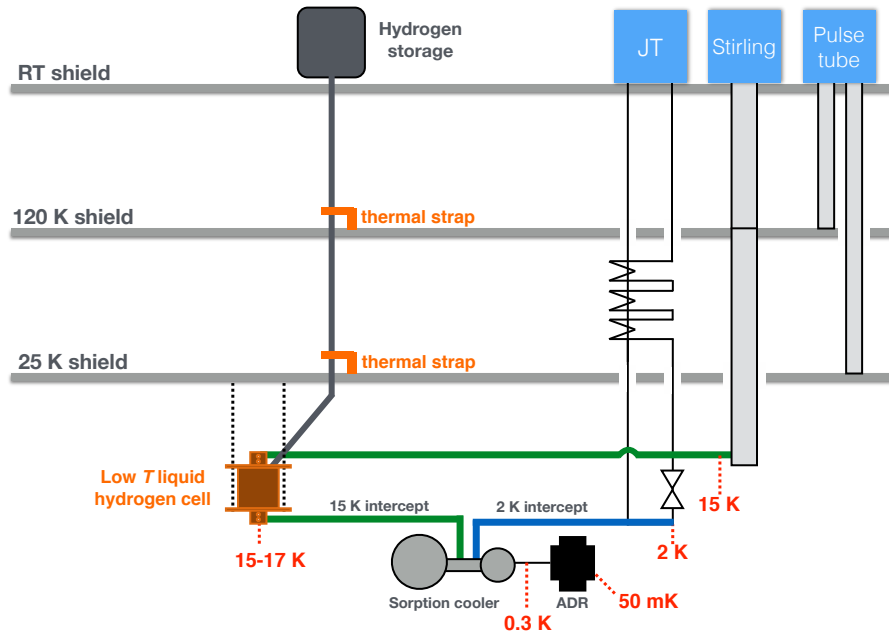 Hydrogen
storage
JT
Stirling
Pulse
tube
RT shield
120 K shield
thermal strap
25 K shield
thermal strap
Low T liquid
hydrogen cell
15 K intercept
2 K intercept
15 K
15-17 K
2 K
Sorption cooler
ADR
50 mK
0.3 K